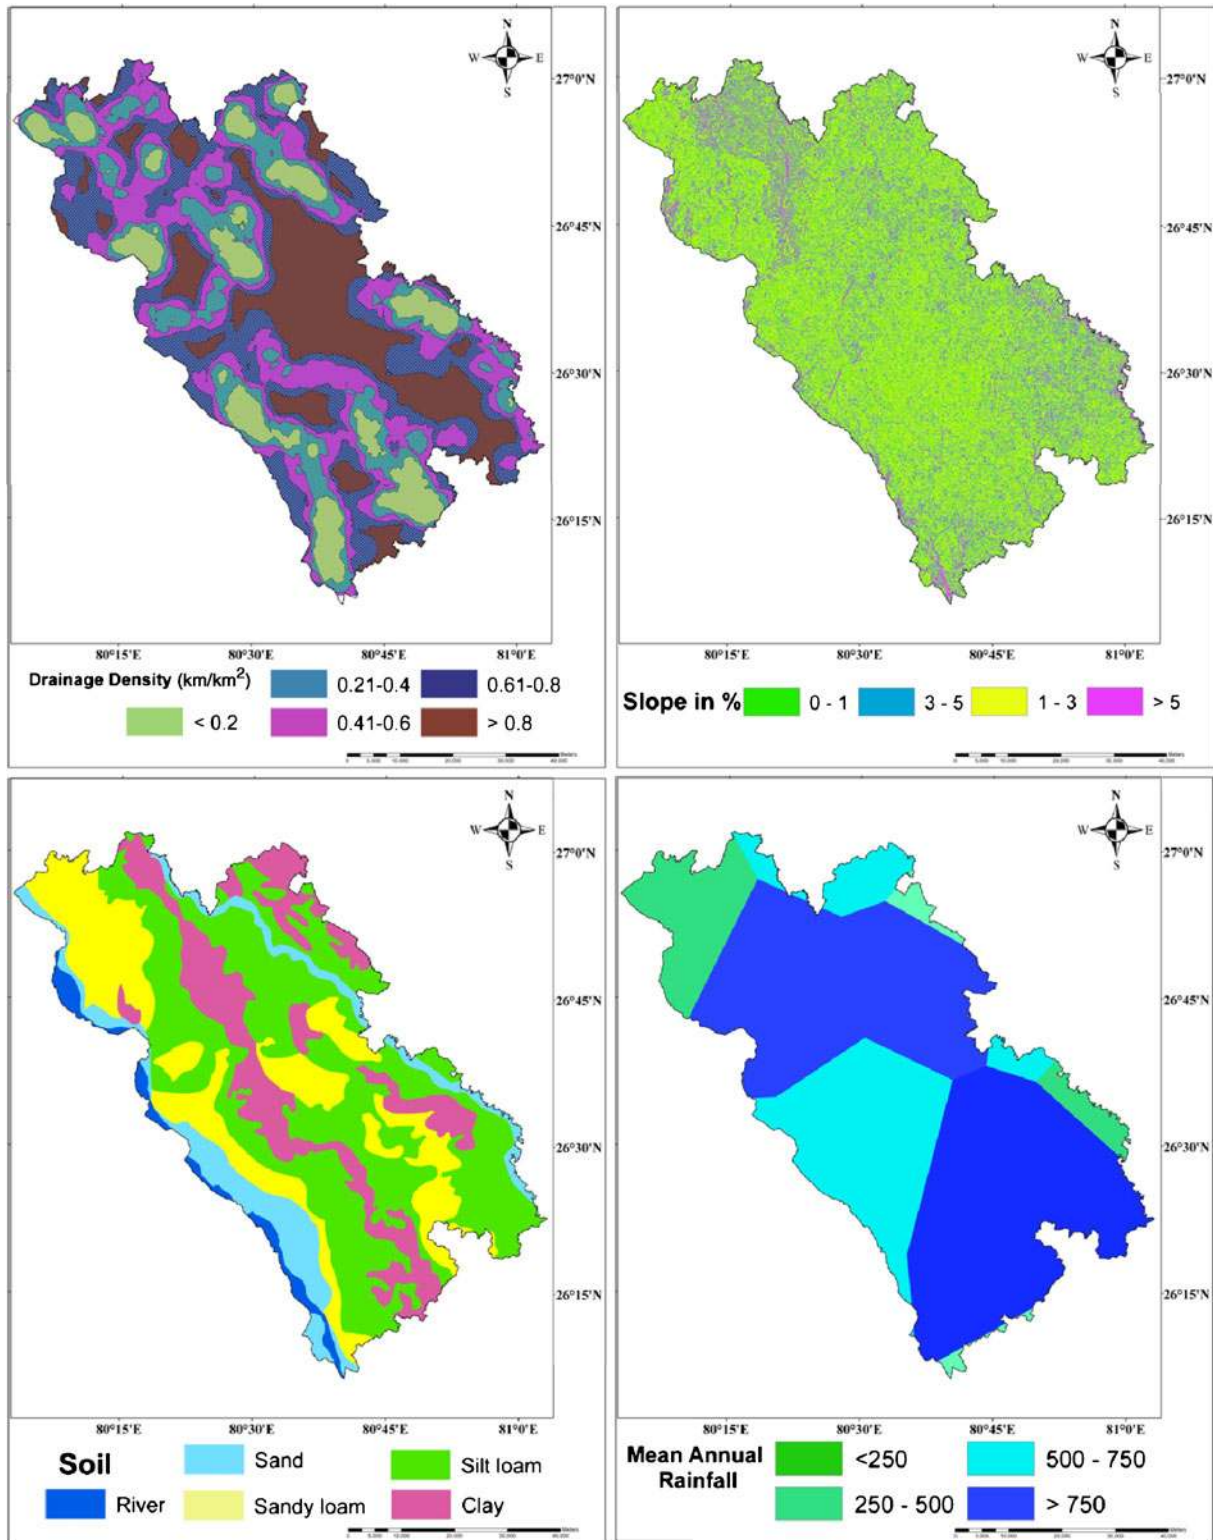 N
W E
S
27°0'N
26°45'N
26°30'N
26°15'N
80°15'E 80°30'E 80°45'E 81°0'E
Drainage Density (km/km²)
< 0.2
0.21-0.4
0.41-0.6
0.61-0.8
> 0.8
Meters
N
W E
S
27°0'N
26°45'N
26°30'N
26°15'N
80°15'E 80°30'E 80°45'E 81°0'E
Slope in %
0 - 1
3 - 5
1 - 3
> 5
Meters
N
W E
S
27°0'N
26°45'N
26°30'N
26°15'N
80°15'E 80°30'E 80°45'E 81°0'E
Soil
River
Sand
Sandy loam
Silt loam
Clay
Meters
N
W E
S
27°0'N
26°45'N
26°30'N
26°15'N
80°15'E 80°30'E 80°45'E 81°0'E
Mean Annual
Rainfall
<250
250 - 500
500 - 750
> 750
Meters